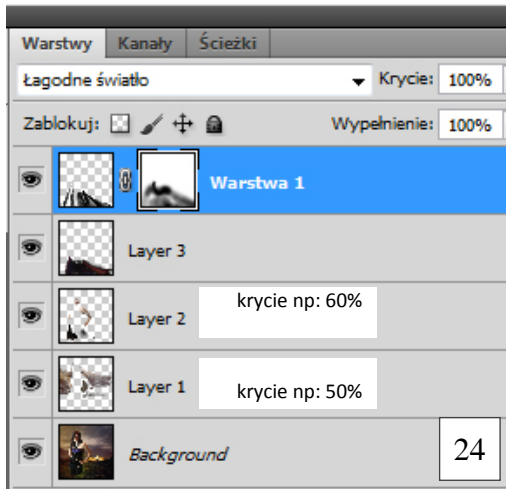 Warstwy Kanały Ścieżki
Łagodne światło Krycie: 100%
Zablokuj: Wypełnienie: 100%
Warstwa 1
Layer 3
Layer 2 krycie np: 60%
Layer 1 krycie np: 50%
Background 24